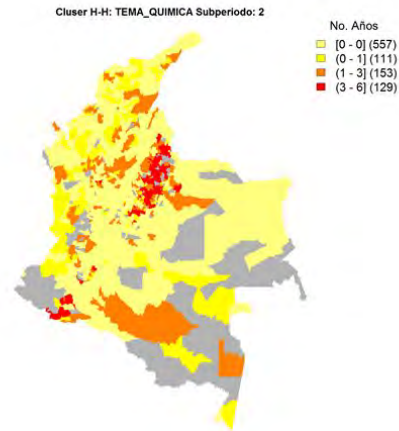 Cluser H-H: TEMA_QUIMICA Subperiodo: 2
No. Años
[0 - 0] (557)
(0 - 1] (111)
(1 - 3] (153)
(3 - 6] (129)